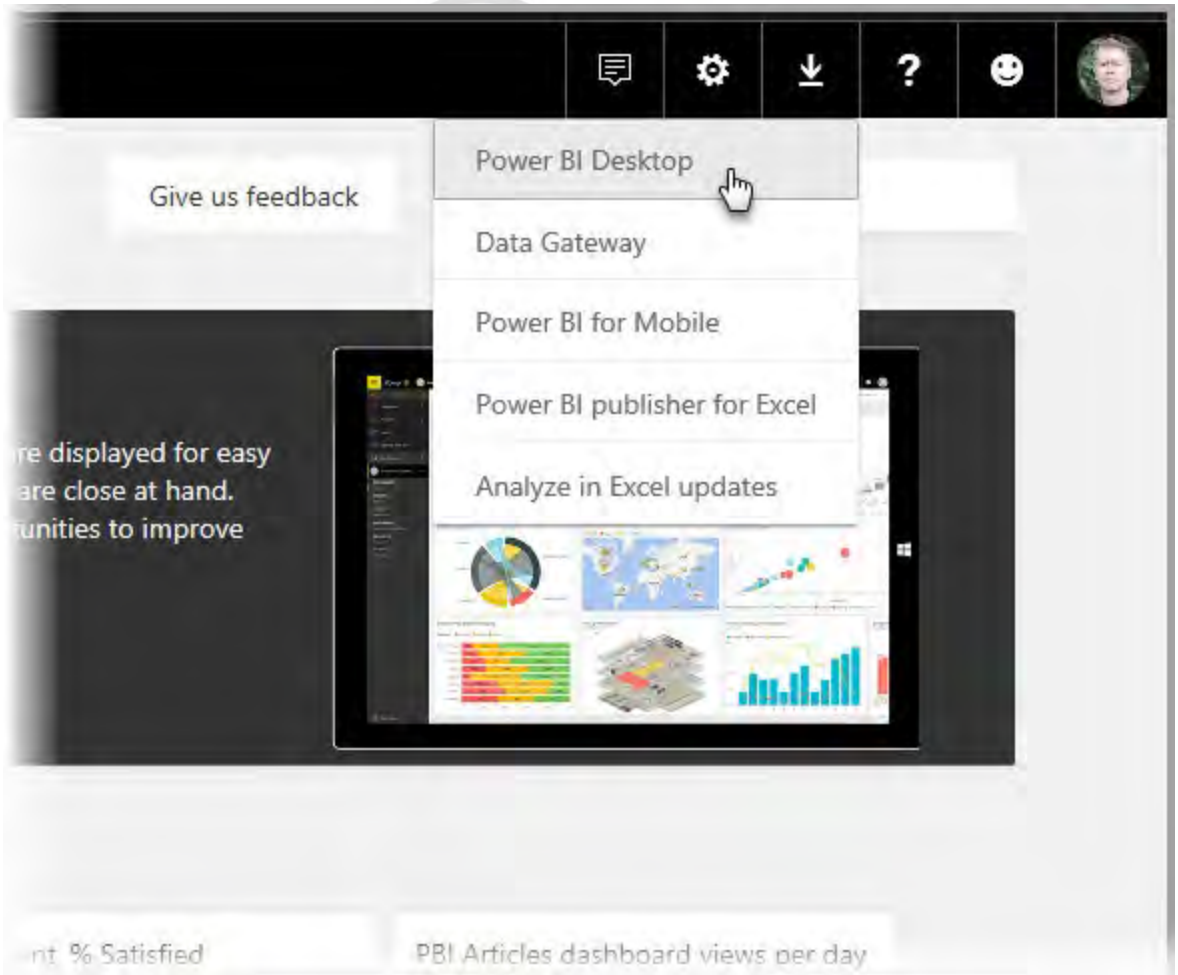 ?
Power BI Desktop
Give us feedback
Data Gateway
Power BI for Mobile
Power BI publisher for Excel
re displayed for easy
are close at hand.
Analyze in Excel updates
tunities to improve
% Satisfied
PBI Articles dashboard views per day